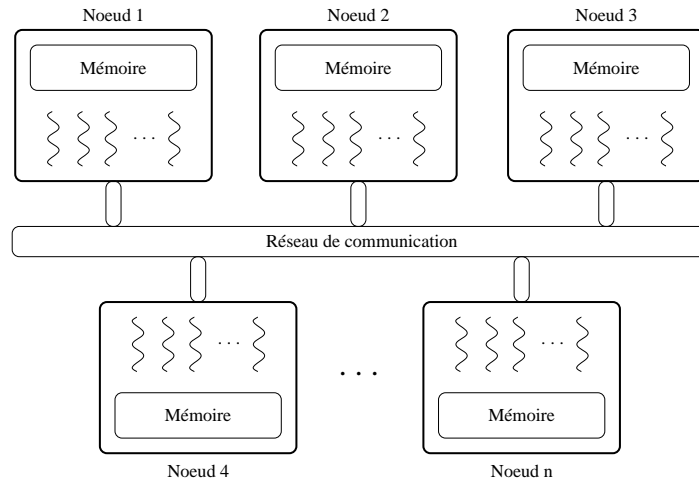 Noeud 1
Noeud 2
Noeud 3
Mémoire
Mémoire
Mémoire
. . .
. . .
. . .
Réseau de communication
. . .
. . .
. . .
Mémoire
Mémoire
Noeud 4
Noeud n